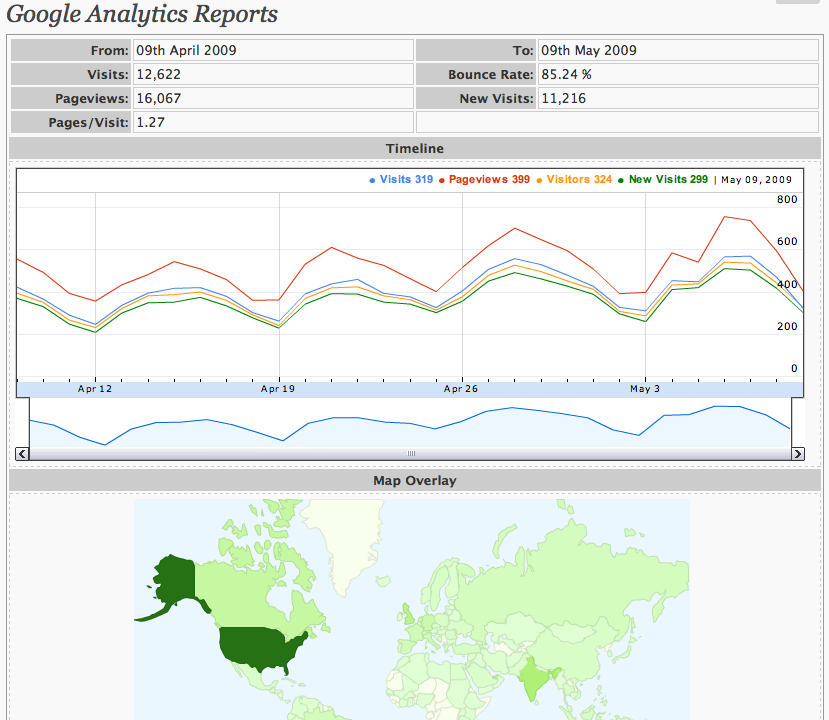 Google Analytics Reports
From: 09th April 2009 To: 09th May 2009
Visits: 12,622 Bounce Rate: 85.24 %
Pageviews: 16,067 New Visits: 11,216
Pages/Visit: 1.27
Timeline
Visits 319 Pageviews 399 Visitors 324 New Visits 299 | May 09, 2009
800
600
400
200
0
Apr 12 Apr 19 Apr 26 May 3
Map Overlay